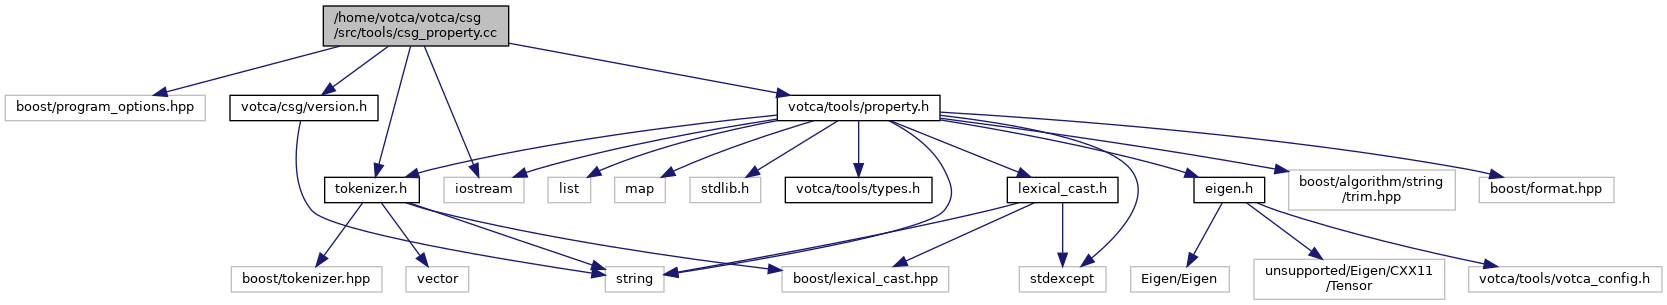 /home/votca/votca/csg
/src/tools/csg_property.cc
boost/program_options.hpp
votca/csg/version.h
votca/tools/property.h
tokenizer.h
iostream
list
map
stdlib.h
votca/tools/types.h
lexical_cast.h
eigen.h
boost/algorithm/string
/trim.hpp
boost/format.hpp
boost/tokenizer.hpp
vector
string
boost/lexical_cast.hpp
stdexcept
Eigen/Eigen
unsupported/Eigen/CXX11
/Tensor
votca/tools/votca_config.h